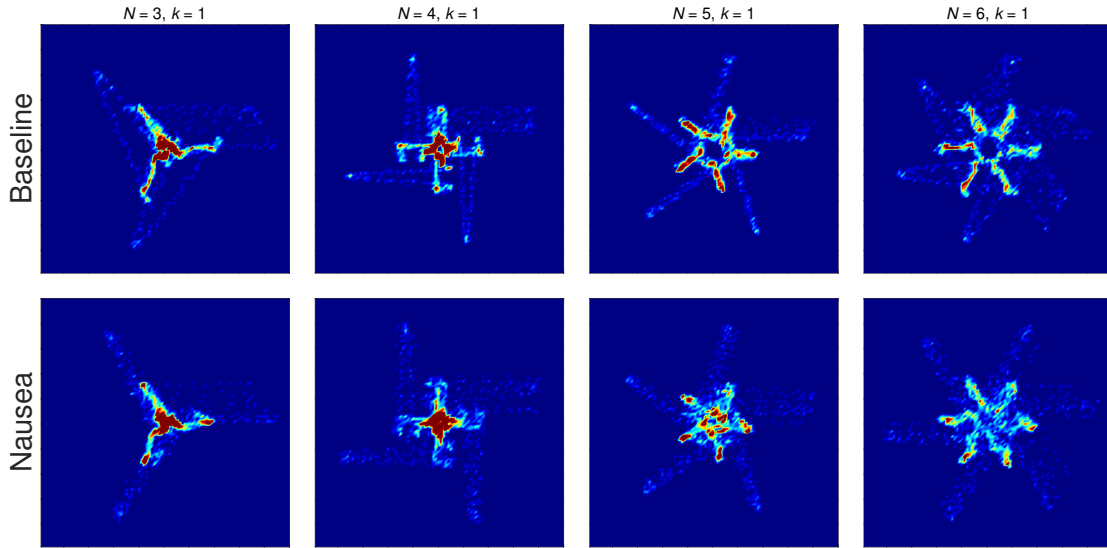 N = 3, k = 1
N = 4, k = 1
N = 5, k = 1
N = 6, k = 1
Baseline
Nausea